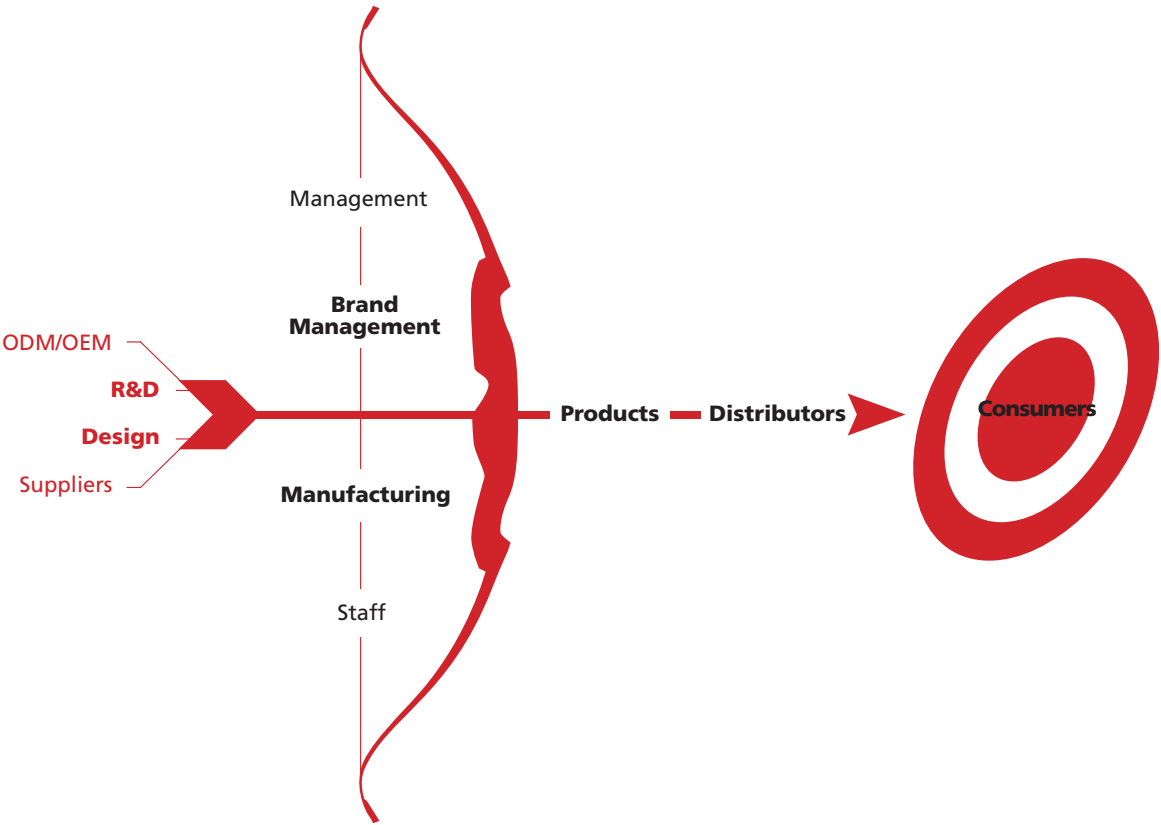 Management
Brand
Management
ODM/OEM
R&D
Design
Suppliers
Products
Distributors
Consumers
Manufacturing
Staff